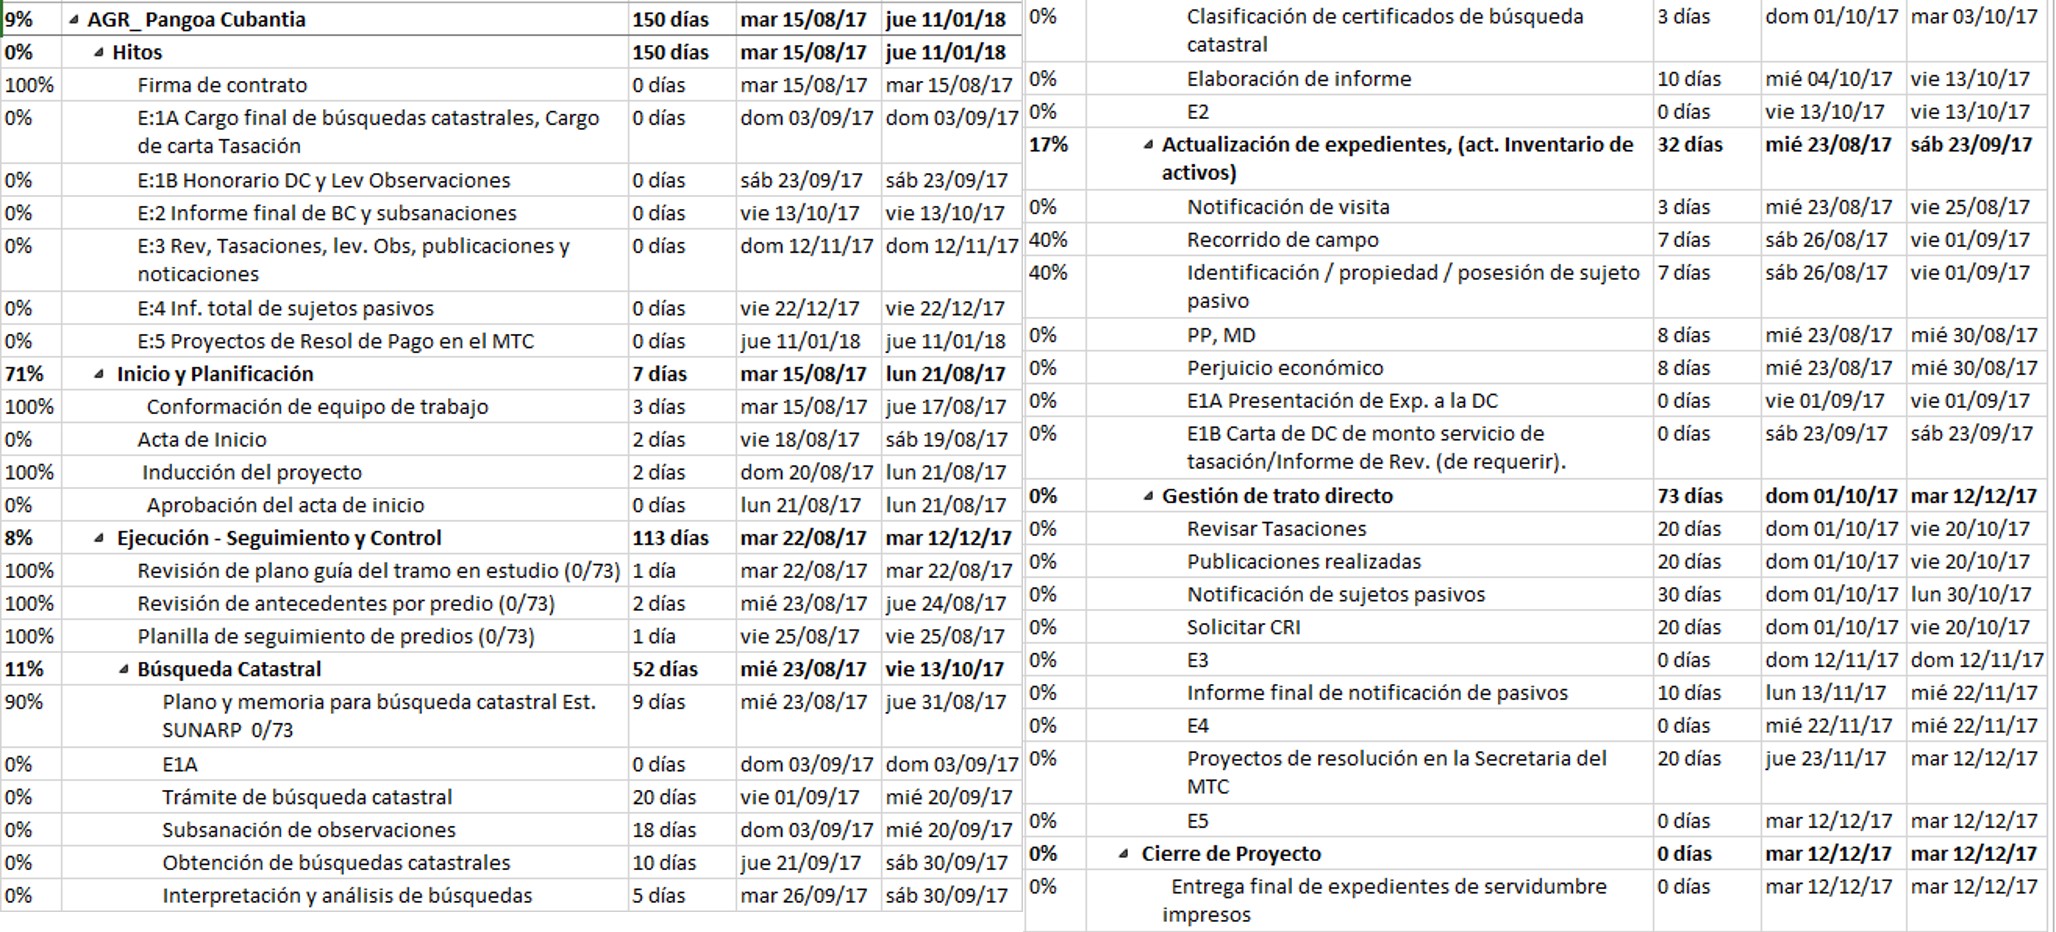 9% AGR_ Pangoa Cubantia 150 días mar 15/08/17 jue 11/01/18
0% Hitos 150 días mar 15/08/17 jue 11/01/18
100% Firma de contrato 0 días mar 15/08/17 mar 15/08/17
0% E:1A Cargo final de búsquedas catastrales, Cargo 0 días dom 03/09/17 dom 03/09/17
de carta Tasación
0% E:1B Honorario DC y Lev Observaciones 0 días sáb 23/09/17 sáb 23/09/17
0% E:2 Informe final de BC y subsanaciones 0 días vie 13/10/17 vie 13/10/17
0% E:3 Rev, Tasaciones, lev. Obs, publicaciones y 0 días dom 12/11/17 dom 12/11/17
noticaciones
0% E:4 Inf. total de sujetos pasivos 0 días vie 22/12/17 vie 22/12/17
0% E:5 Proyectos de Resol de Pago en el MTC 0 días jue 11/01/18 jue 11/01/18
71% Inicio y Planificación 7 días mar 15/08/17 lun 21/08/17
100% Conformación de equipo de trabajo 3 días mar 15/08/17 jue 17/08/17
0% Acta de Inicio 2 días vie 18/08/17 sáb 19/08/17
100% Inducción del proyecto 2 días dom 20/08/17 lun 21/08/17
0% Aprobación del acta de inicio 0 días lun 21/08/17 lun 21/08/17
8% Ejecución - Seguimiento y Control 113 días mar 22/08/17 mar 12/12/17
100% Revisión de plano guía del tramo en estudio (0/73) 1 día mar 22/08/17 mar 22/08/17
100% Revisión de antecedentes por predio (0/73) 2 días mié 23/08/17 jue 24/08/17
100% Planilla de seguimiento de predios (0/73) 1 día vie 25/08/17 vie 25/08/17
11% Búsqueda Catastral 52 días mié 23/08/17 vie 13/10/17
90% Plano y memoria para búsqueda catastral Est. 9 días mié 23/08/17 jue 31/08/17
SUNARP 0/73
0% E1A 0 días dom 03/09/17 dom 03/09/17
0% Trámite de búsqueda catastral 20 días vie 01/09/17 mié 20/09/17
0% Subsanación de observaciones 18 días dom 03/09/17 mié 20/09/17
0% Obtención de búsquedas catastrales 10 días jue 21/09/17 sáb 30/09/17
0% Interpretación y análisis de búsquedas 5 días mar 26/09/17 sáb 30/09/17
0% Clasificación de certificados de búsqueda 3 días dom 01/10/17 mar 03/10/17
catastral
0% Elaboración de informe 10 días mié 04/10/17 vie 13/10/17
0% E2 0 días vie 13/10/17 vie 13/10/17
17% Actualización de expedientes, (act. Inventario de 32 días mié 23/08/17 sáb 23/09/17
activos)
0% Notificación de visita 3 días mié 23/08/17 vie 25/08/17
40% Recorrido de campo 7 días sáb 26/08/17 vie 01/09/17
40% Identificación / propiedad / posesión de sujeto 7 días sáb 26/08/17 vie 01/09/17
pasivo
0% PP, MD 8 días mié 23/08/17 mié 30/08/17
0% Perjuicio económico 8 días mié 23/08/17 mié 30/08/17
0% E1A Presentación de Exp. a la DC 0 días vie 01/09/17 vie 01/09/17
0% E1B Carta de DC de monto servicio de 0 días sáb 23/09/17 sáb 23/09/17
tasación/Informe de Rev. (de requerir).
0% Gestión de trato directo 73 días dom 01/10/17 mar 12/12/17
0% Revisar Tasaciones 20 días dom 01/10/17 vie 20/10/17
0% Publicaciones realizadas 20 días dom 01/10/17 vie 20/10/17
0% Notificación de sujetos pasivos 30 días dom 01/10/17 lun 30/10/17
0% Solicitar CRI 20 días dom 01/10/17 vie 20/10/17
0% E3 0 días dom 12/11/17 dom 12/11/17
0% Informe final de notificación de pasivos 10 días lun 13/11/17 mié 22/11/17
0% E4 0 días mié 22/11/17 mié 22/11/17
0% Proyectos de resolución en la Secretaria del 20 días jue 23/11/17 mar 12/12/17
MTC
0% E5 0 días mar 12/12/17 mar 12/12/17
0% Cierre de Proyecto 0 días mar 12/12/17 mar 12/12/17
0% Entrega final de expedientes de servidumbre 0 días mar 12/12/17 mar 12/12/17
impresos